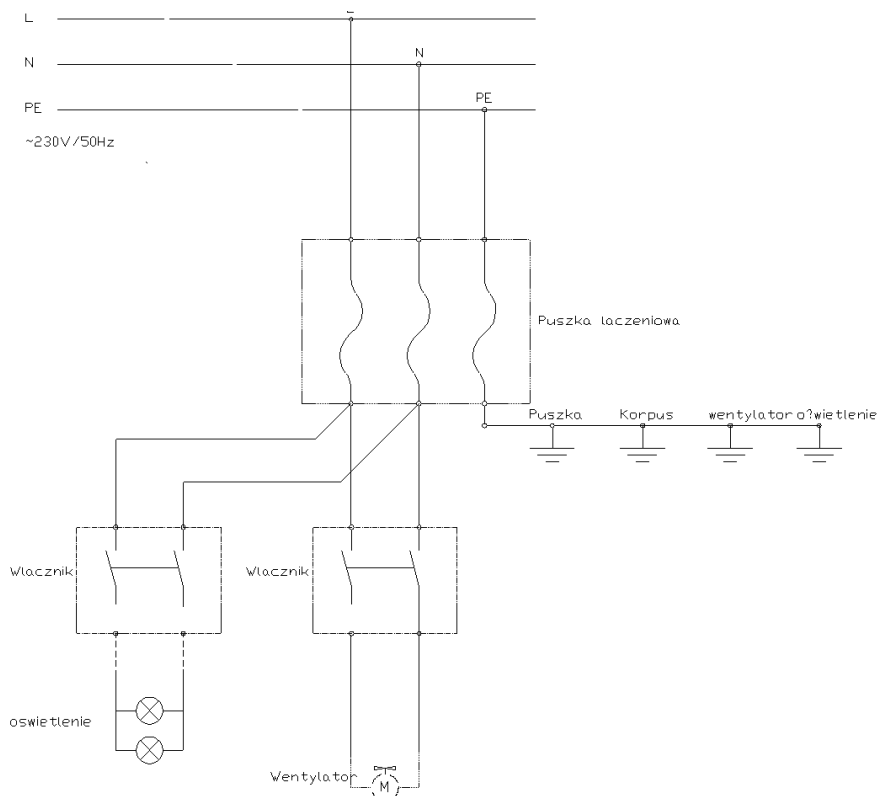 L
N
N
PE
PE
~230V/50Hz
Puszka laczeniowa
Puszka Korpus wentylator o?wietlenie
Wlacznik Wlacznik
oswietlenie
Wentylator
M